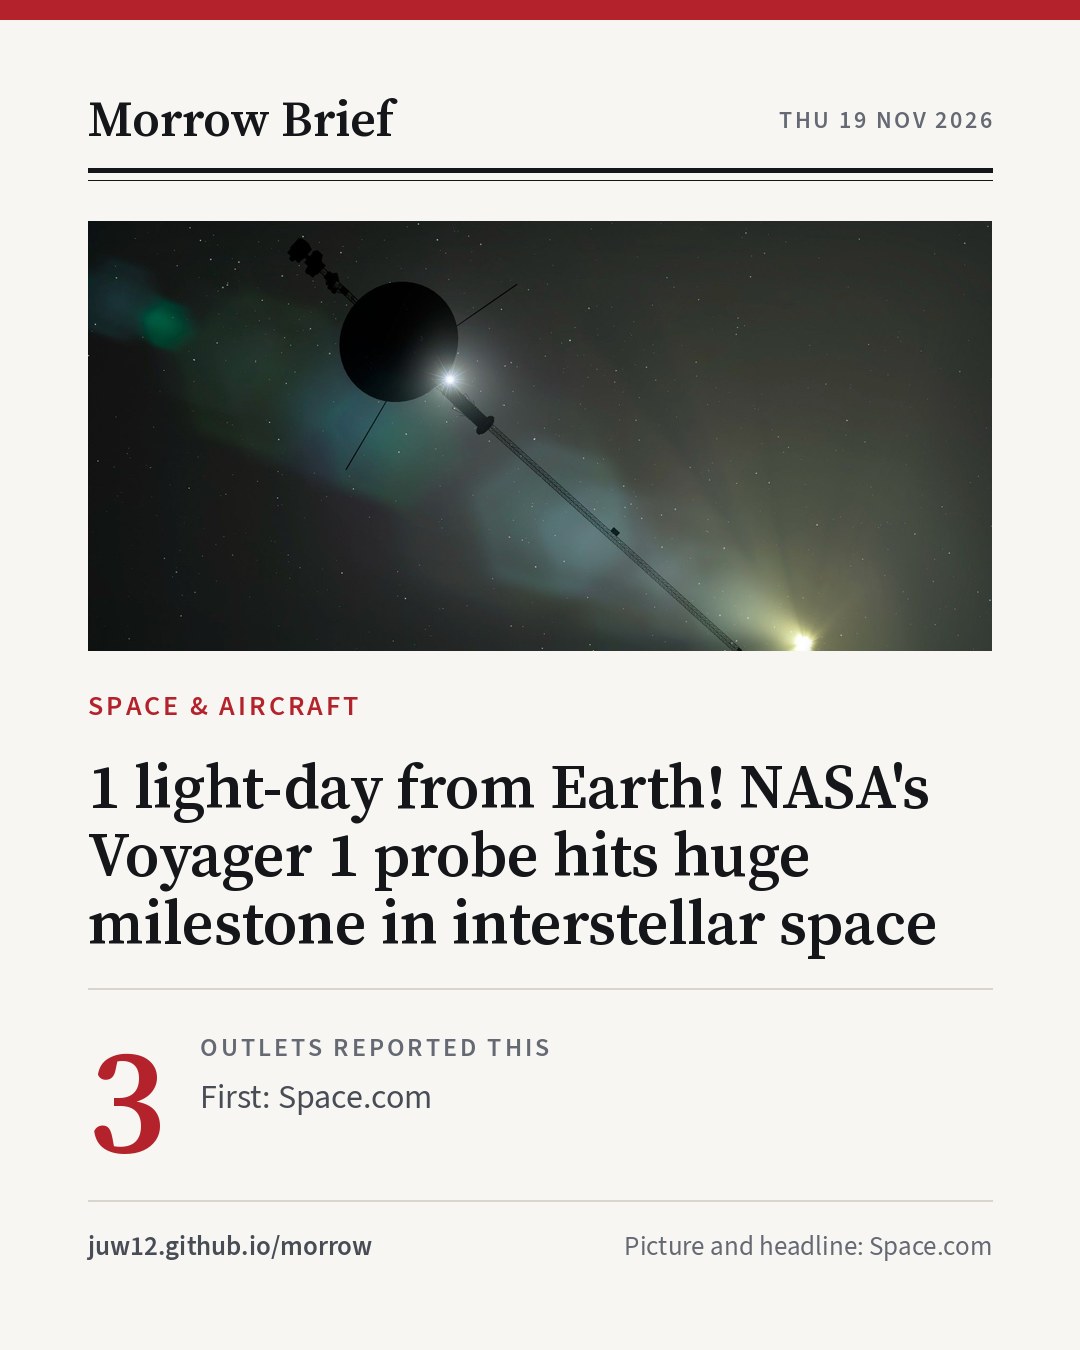 Morrow Brief
THU 19 NOV 2026
SPACE & AIRCRAFT
1 light-day from Earth! NASA's
Voyager 1 probe hits huge
milestone in interstellar space
3
OUTLETS REPORTED THIS
First: Space.com
juw12.github.io/morrow
Picture and headline: Space.com